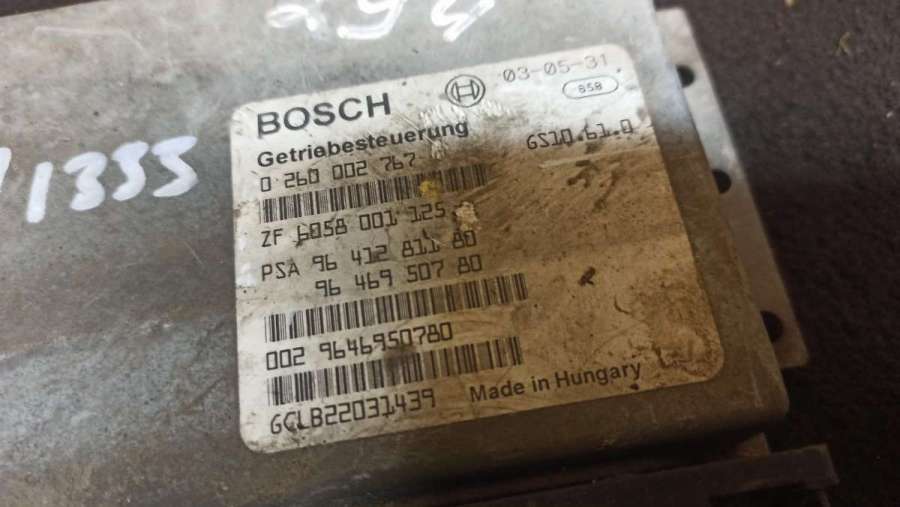 1355
BOSCH
03-05-31
858
Getriebesteuerung
GS10.61.0
0 260 002 767
ZF 6058 001 125
PSA 96 412 811 80
96 469 507 80
002 9646950780
GCLB22031439
Made in Hungary